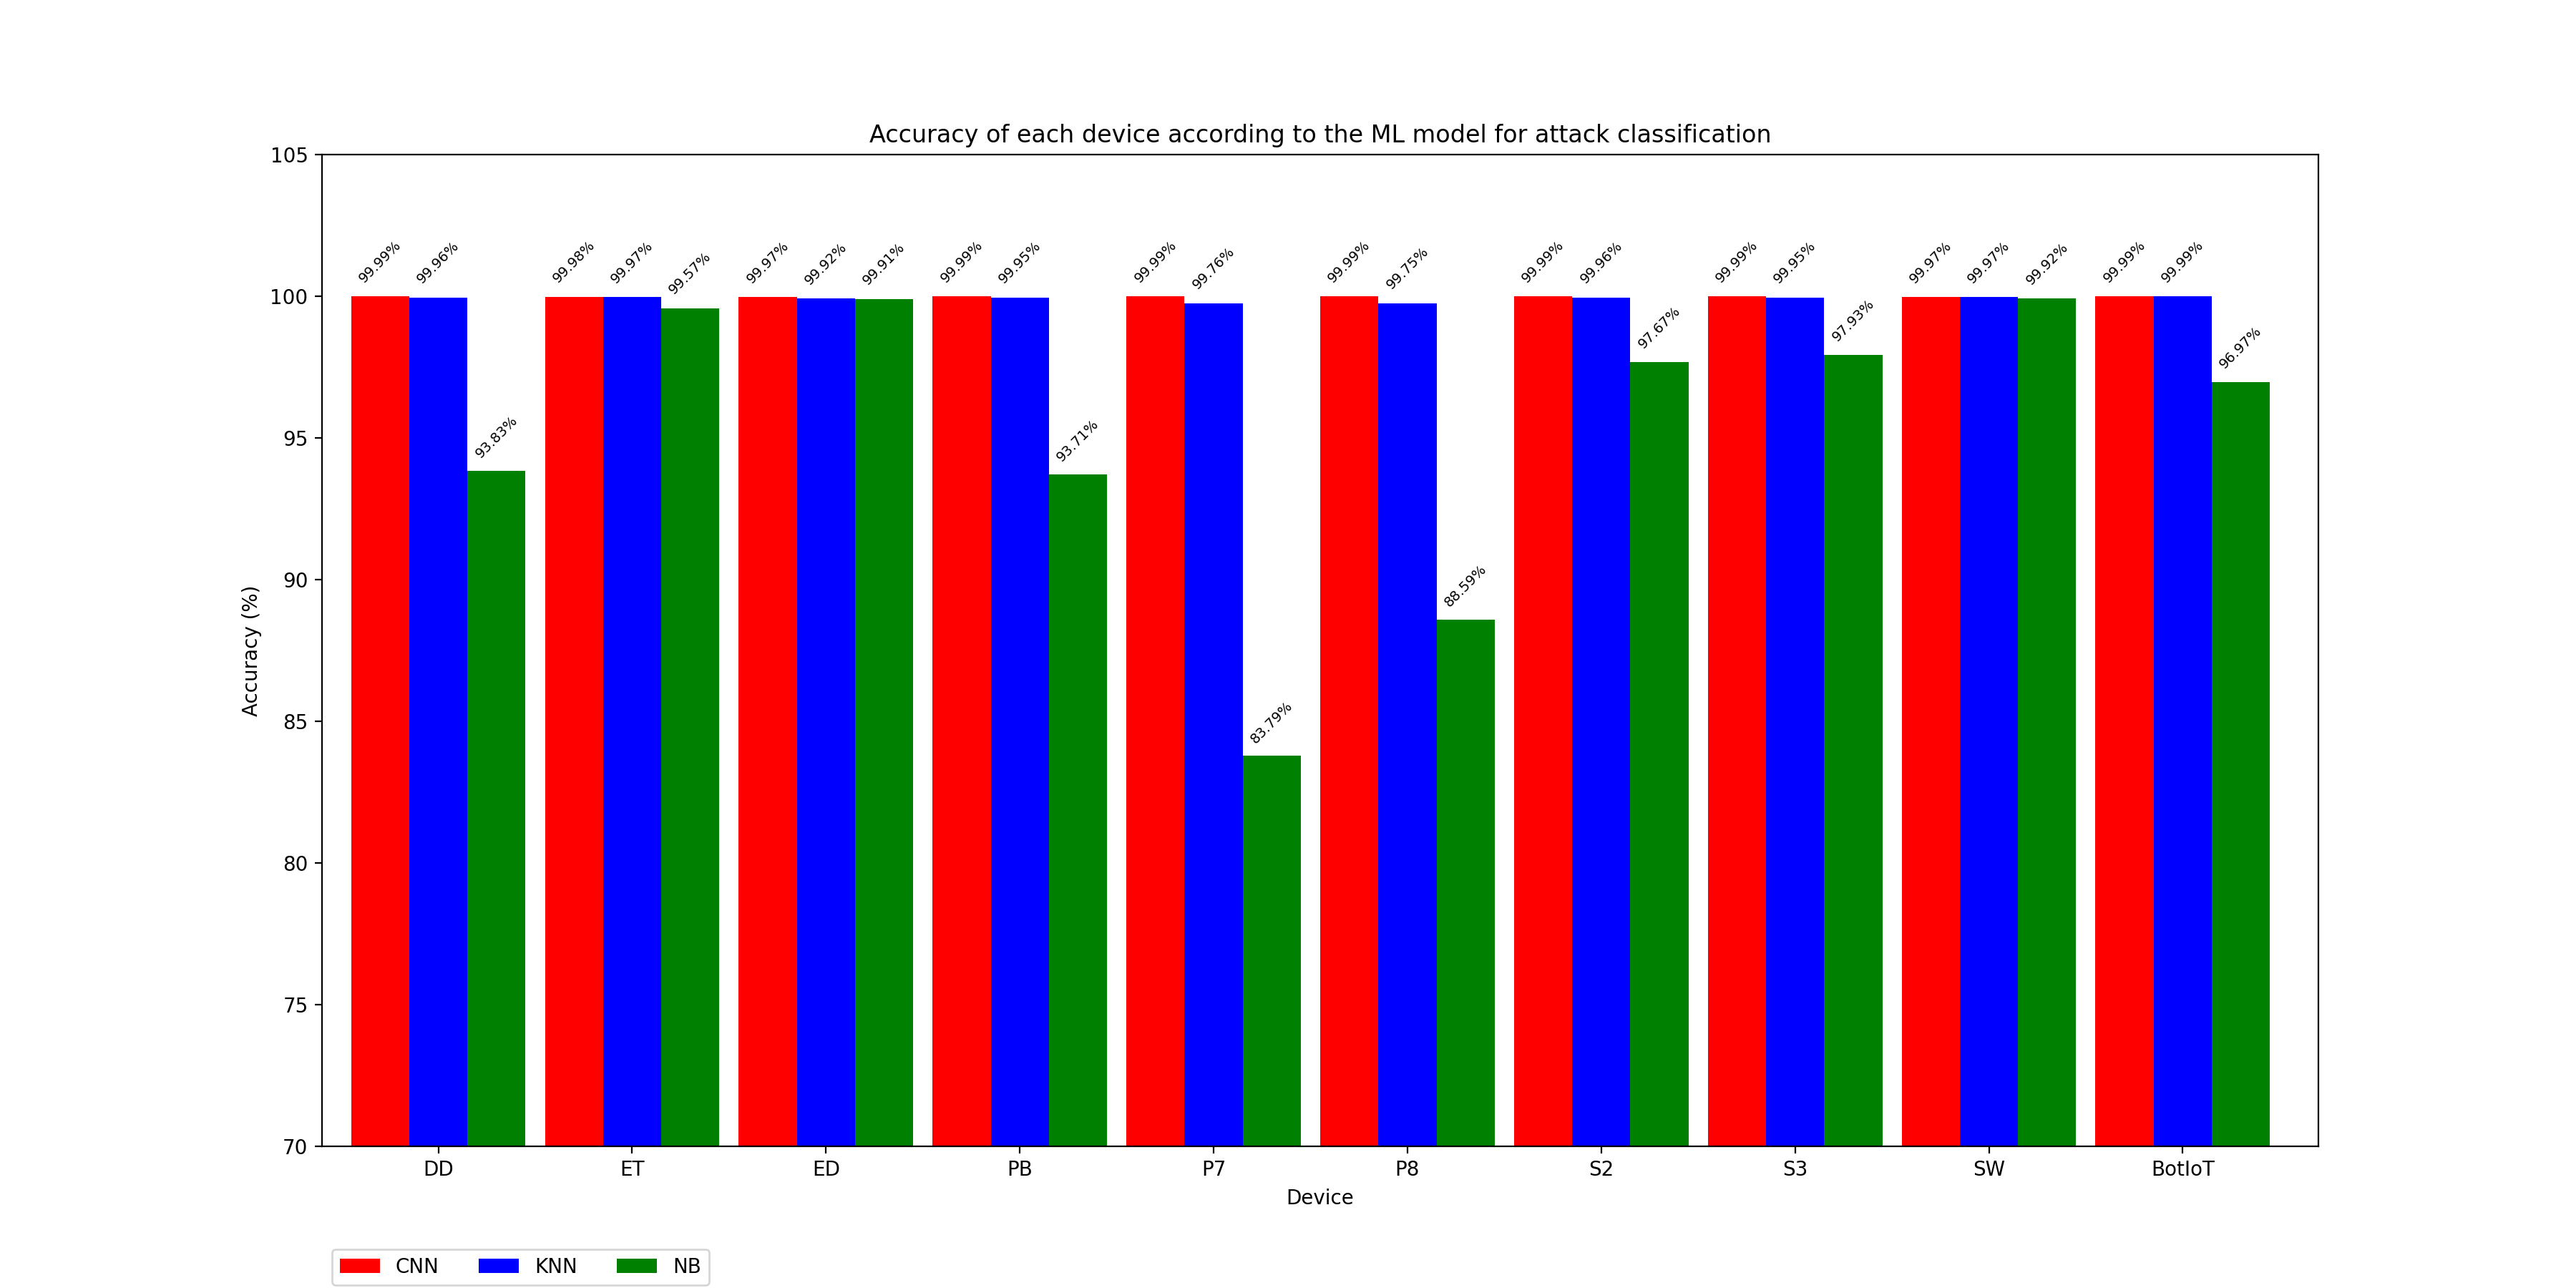 Accuracy of each device according to the ML model for attack classification
105
100
95
90
85
80
75
70
Accuracy (%)
99.99% 99.96% 93.83%
99.98% 99.97% 99.57%
99.97% 99.92% 99.91%
99.99% 99.95% 93.71%
99.99% 99.76% 83.79%
99.99% 99.75% 88.59%
99.99% 99.96% 97.67%
99.99% 99.95% 97.93%
99.97% 99.97% 99.92%
99.99% 99.99% 96.97%
DD ET ED PB P7 P8 S2 S3 SW BotIoT
Device
CNN KNN NB